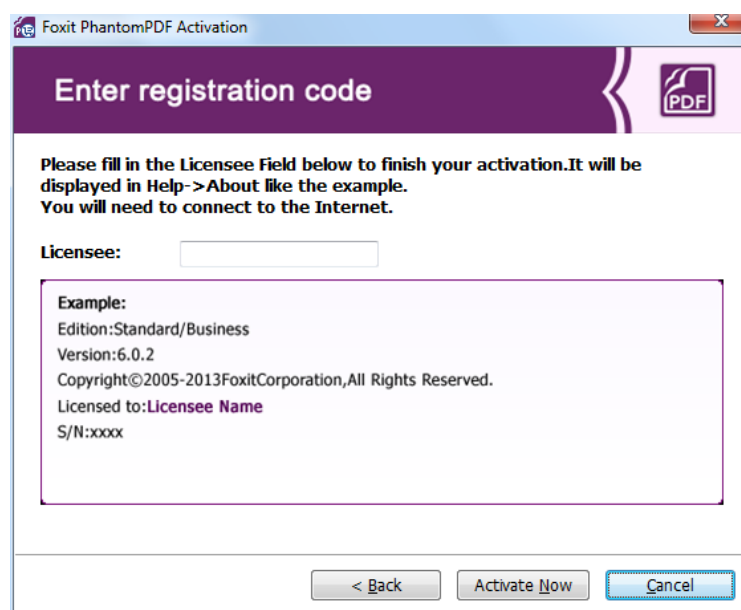 Foxit PhantomPDF Activation
Enter registration code
PDF
Please fill in the Licensee Field below to finish your activation.It will be
displayed in Help->About like the example.
You will need to connect to the Internet.
Licensee:
Example:
Edition:Standard/Business
Version:6.0.2
Copyright©2005-2013FoxitCorporation,All Rights Reserved.
Licensed to:Licensee Name
S/N:xxxx
< Back
Activate Now
Cancel